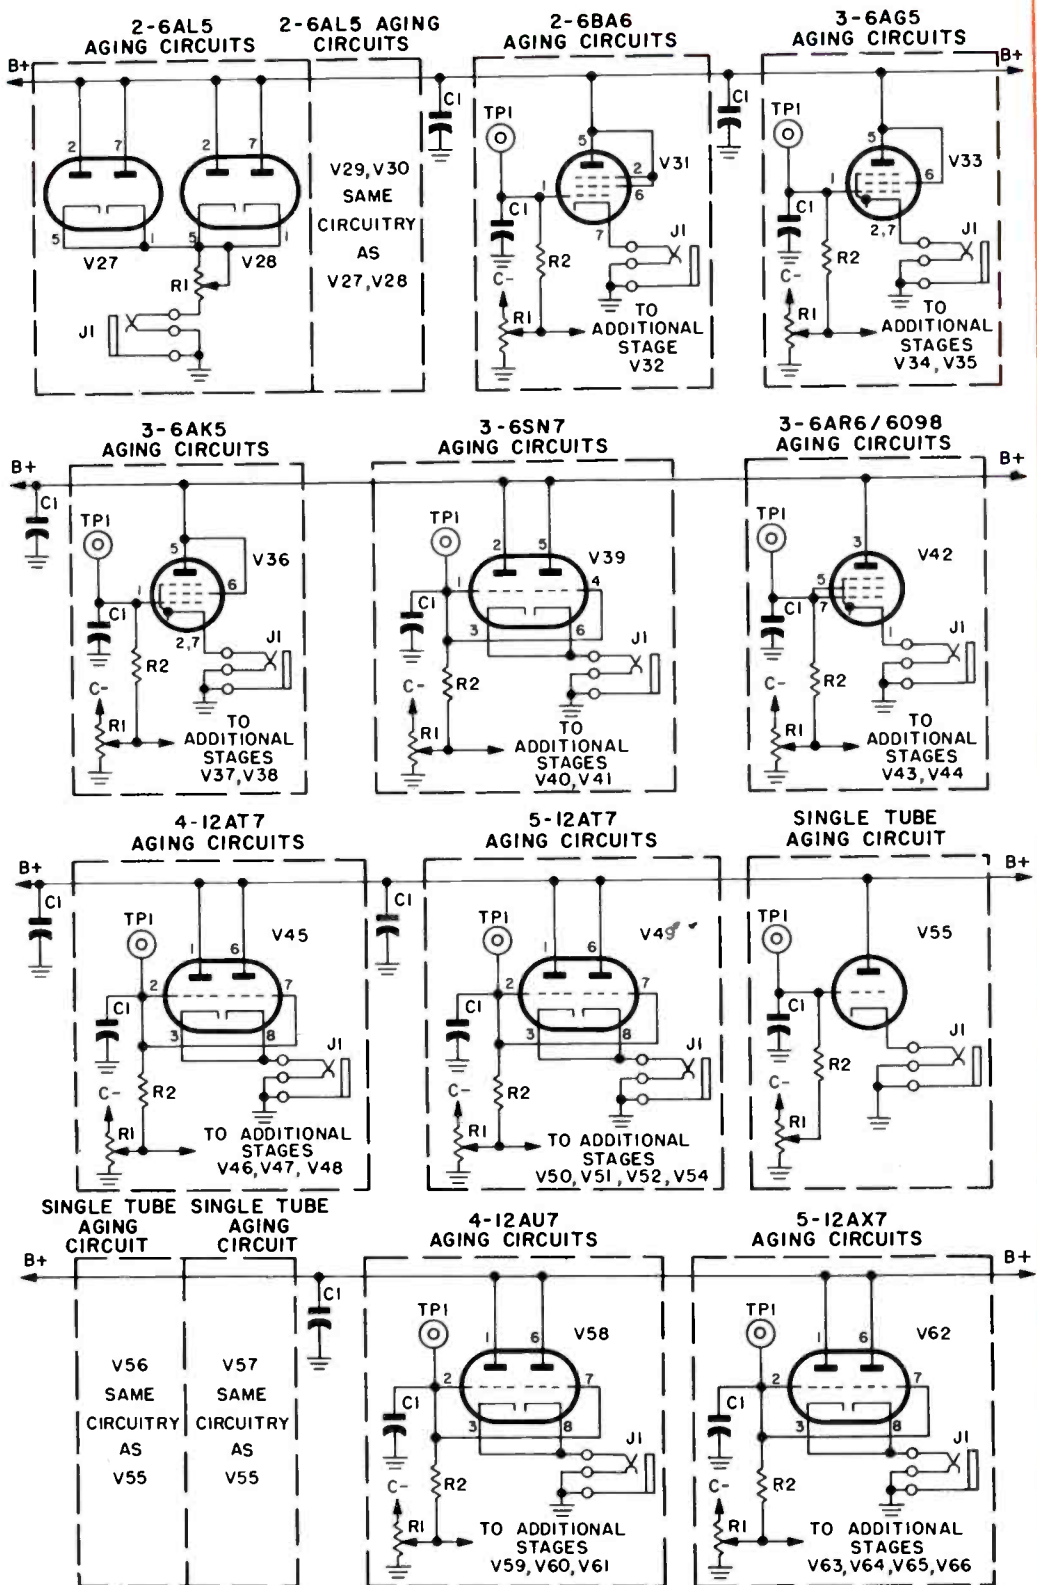 2-6AL5
AGING CIRCUITS
2-6AL5 AGING
CIRCUITS
2-6BA6
AGING CIRCUITS
3-6AG5
AGING CIRCUITS
B+
B+
C1
C1
TP1
TP1
2
7
2
7
5
1
5
1
V27
V28
R1
J1
V29, V30
SAME
CIRCUITRY
AS
V27, V28
5
V31
1
2
6
7
C1
R2
J1
C-
R1
TO
ADDITIONAL
STAGE
V32
5
V33
1
6
2,7
C1
R2
J1
C-
R1
TO
ADDITIONAL
STAGES
V34, V35
3-6AK5
AGING CIRCUITS
3-6SN7
AGING CIRCUITS
3-6AR6/6098
AGING CIRCUITS
B+
B+
C1
TP1
5
V36
1
6
2,7
C1
R2
J1
C-
R1
TO
ADDITIONAL
STAGES
V37, V38
TP1
2
5
V39
1
4
3
6
C1
R2
J1
C-
R1
TO
ADDITIONAL
STAGES
V40, V41
TP1
3
V42
5
7
1
C1
R2
J1
C-
R1
TO
ADDITIONAL
STAGES
V43, V44
4-12AT7
AGING CIRCUITS
5-12AT7
AGING CIRCUITS
SINGLE TUBE
AGING CIRCUIT
B+
B+
C1
C1
TP1
1
6
V45
2
7
3
8
C1
R2
J1
C-
R1
TO ADDITIONAL
STAGES
V46, V47, V48
TP1
1
6
V49
2
7
3
8
C1
R2
J1
C-
R1
TO ADDITIONAL
STAGES
V50, V51, V52, V54
TP1
V55
C1
R2
J1
C-
R1
SINGLE TUBE
AGING
CIRCUIT
SINGLE TUBE
AGING
CIRCUIT
4-12AU7
AGING CIRCUITS
5-12AX7
AGING CIRCUITS
B+
B+
C1
V56
SAME
CIRCUITRY
AS
V55
V57
SAME
CIRCUITRY
AS
V55
TP1
1
6
V58
2
7
3
8
C1
R2
J1
C-
R1
TO ADDITIONAL
STAGES
V59, V60, V61
TP1
1
6
V62
2
7
3
8
C1
R2
J1
C-
R1
TO ADDITIONAL
STAGES
V63, V64, V65, V66